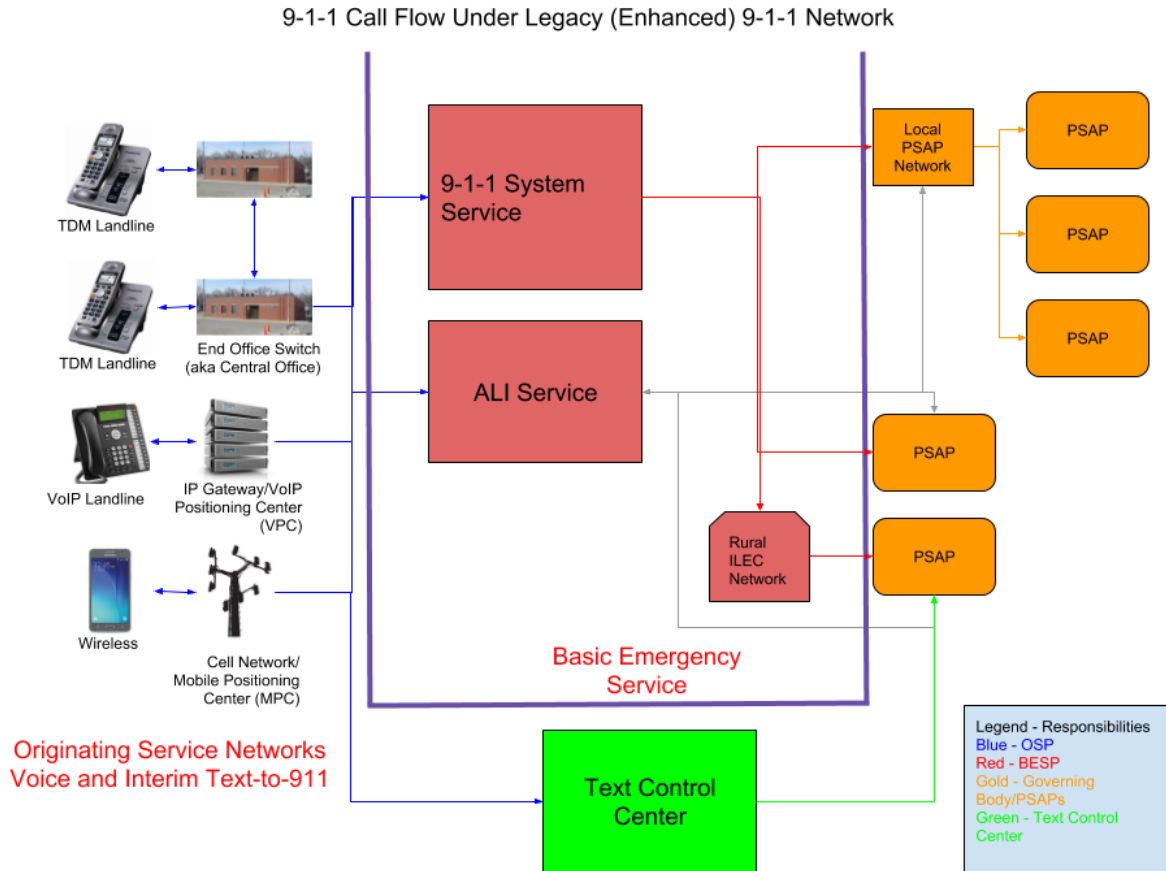 9-1-1 Call Flow Under Legacy (Enhanced) 9-1-1 Network
TDM Landline
TDM Landline
End Office Switch
(aka Central Office)
VoIP Landline
IP Gateway/VoIP
Positioning Center
(VPC)
Wireless
Cell Network/
Mobile Positioning
Center (MPC)
Originating Service Networks
Voice and Interim Text-to-911
9-1-1 System
Service
ALI Service
Rural
ILEC
Network
Basic Emergency
Service
Text Control
Center
Local
PSAP
Network
PSAP
PSAP
PSAP
PSAP
PSAP
Legend - Responsibilities
Blue - OSP
Red - BESP
Gold - Governing
Body/PSAPs
Green - Text Control
Center